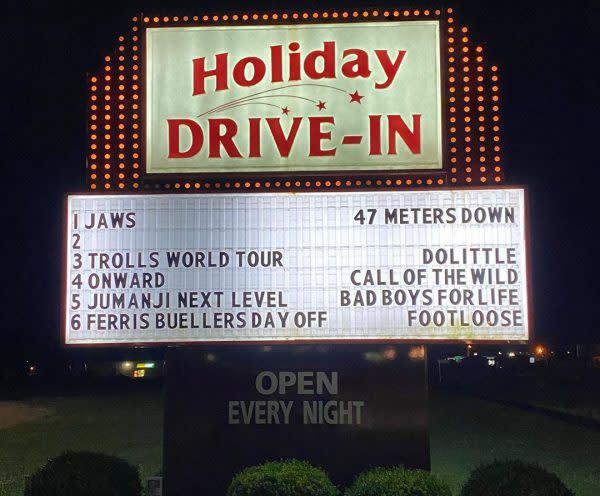 Holiday
DRIVE-IN
1 JAWS 47 METERS DOWN
2
3 TROLLS WORLD TOUR DOLITTLE
4 ONWARD CALL OF THE WILD
5 JUMANJI NEXT LEVEL BAD BOYS FOR LIFE
6 FERRIS BUELLERS DAY OFF FOOTLOOSE
OPEN
EVERY NIGHT